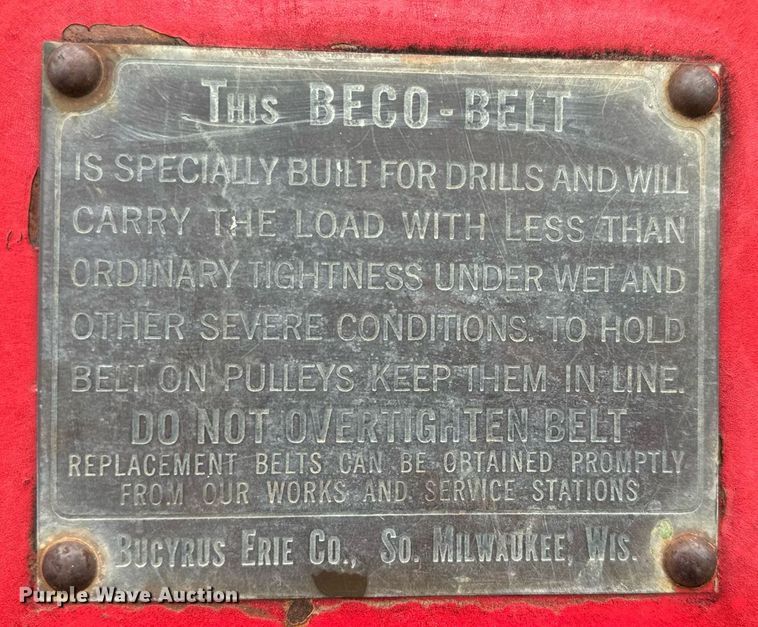 THIS BECO-BELT
IS SPECIALLY BUILT FOR DRILLS AND WILL
CARRY THE LOAD WITH LESS THAN
ORDINARY TIGHTNESS UNDER WET AND
OTHER SEVERE CONDITIONS. TO HOLD
BELT ON PULLEYS KEEP THEM IN LINE.
DO NOT OVERTIGHTEN BELT
REPLACEMENT BELTS CAN BE OBTAINED PROMPTLY
FROM OUR WORKS AND SERVICE STATIONS
BUCYRUS ERIE CO., SO. MILWAUKEE, WIS.
Purple Wave Auction